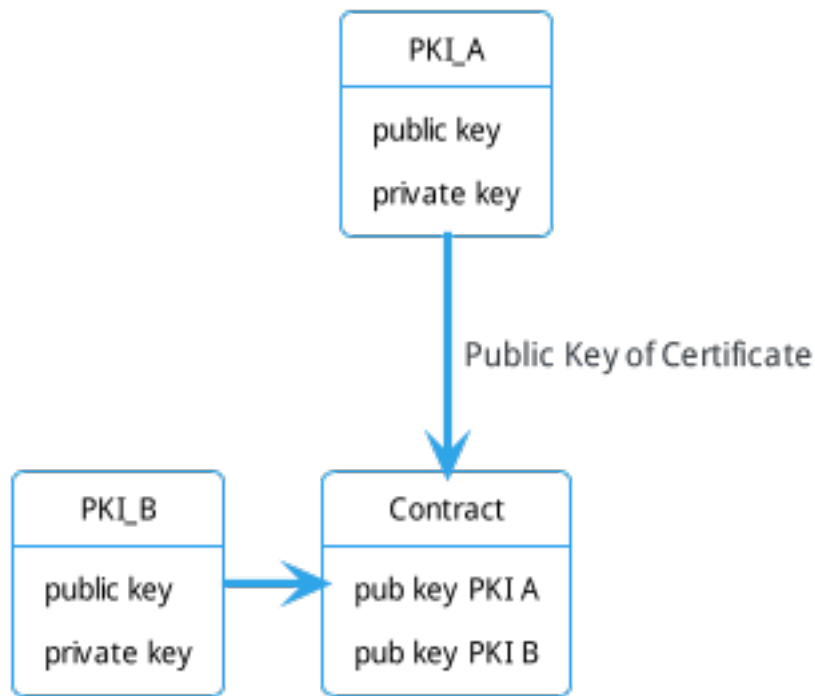 PKI_A
public key
private key
Public Key of Certificate
PKI_B
public key
private key
Contract
pub key PKI A
pub key PKI B